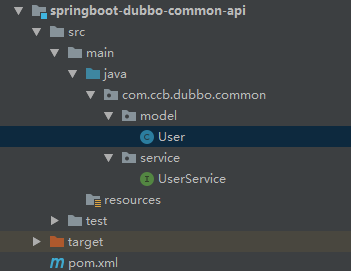 springboot-dubbo-common-api
src
main
java
com.ccb.dubbo.common
model
C User
service
I UserService
resources
test
target
m pom.xml